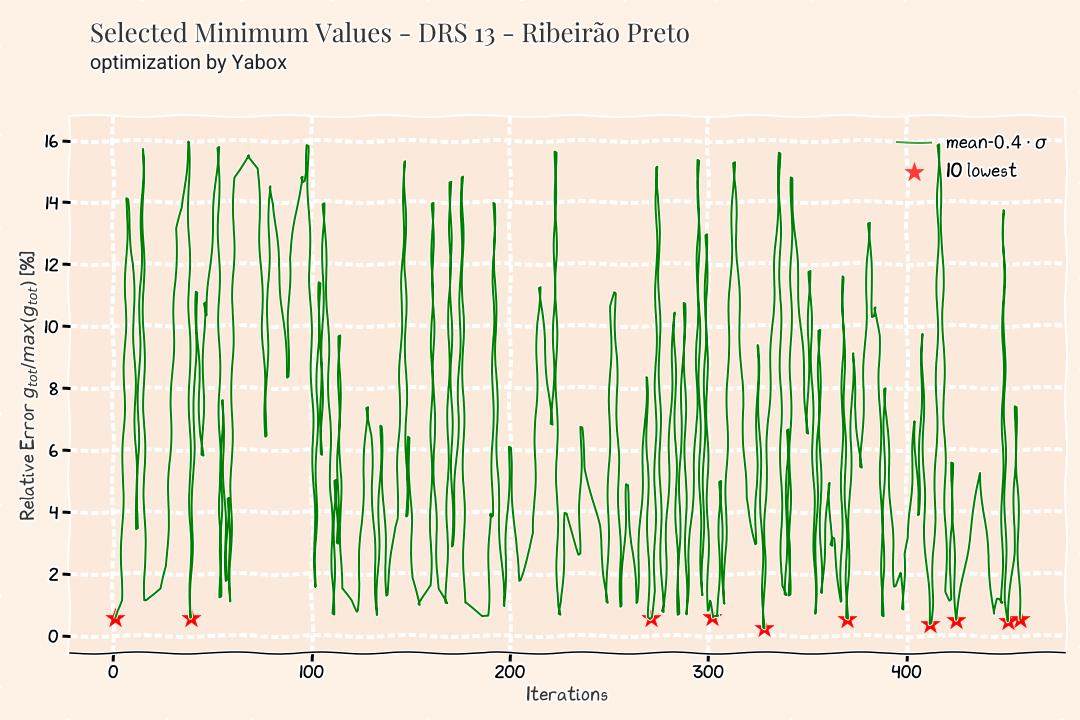 Selected Minimum Values - DRS 13 - Ribeirão Preto
optimization by Yabox
mean-0.4 · σ
10 lowest
Relative Error g_tot/max(g_tot) [%]
16
14
12
10
8
6
4
2
0
0 100 200 300 400
Iterations